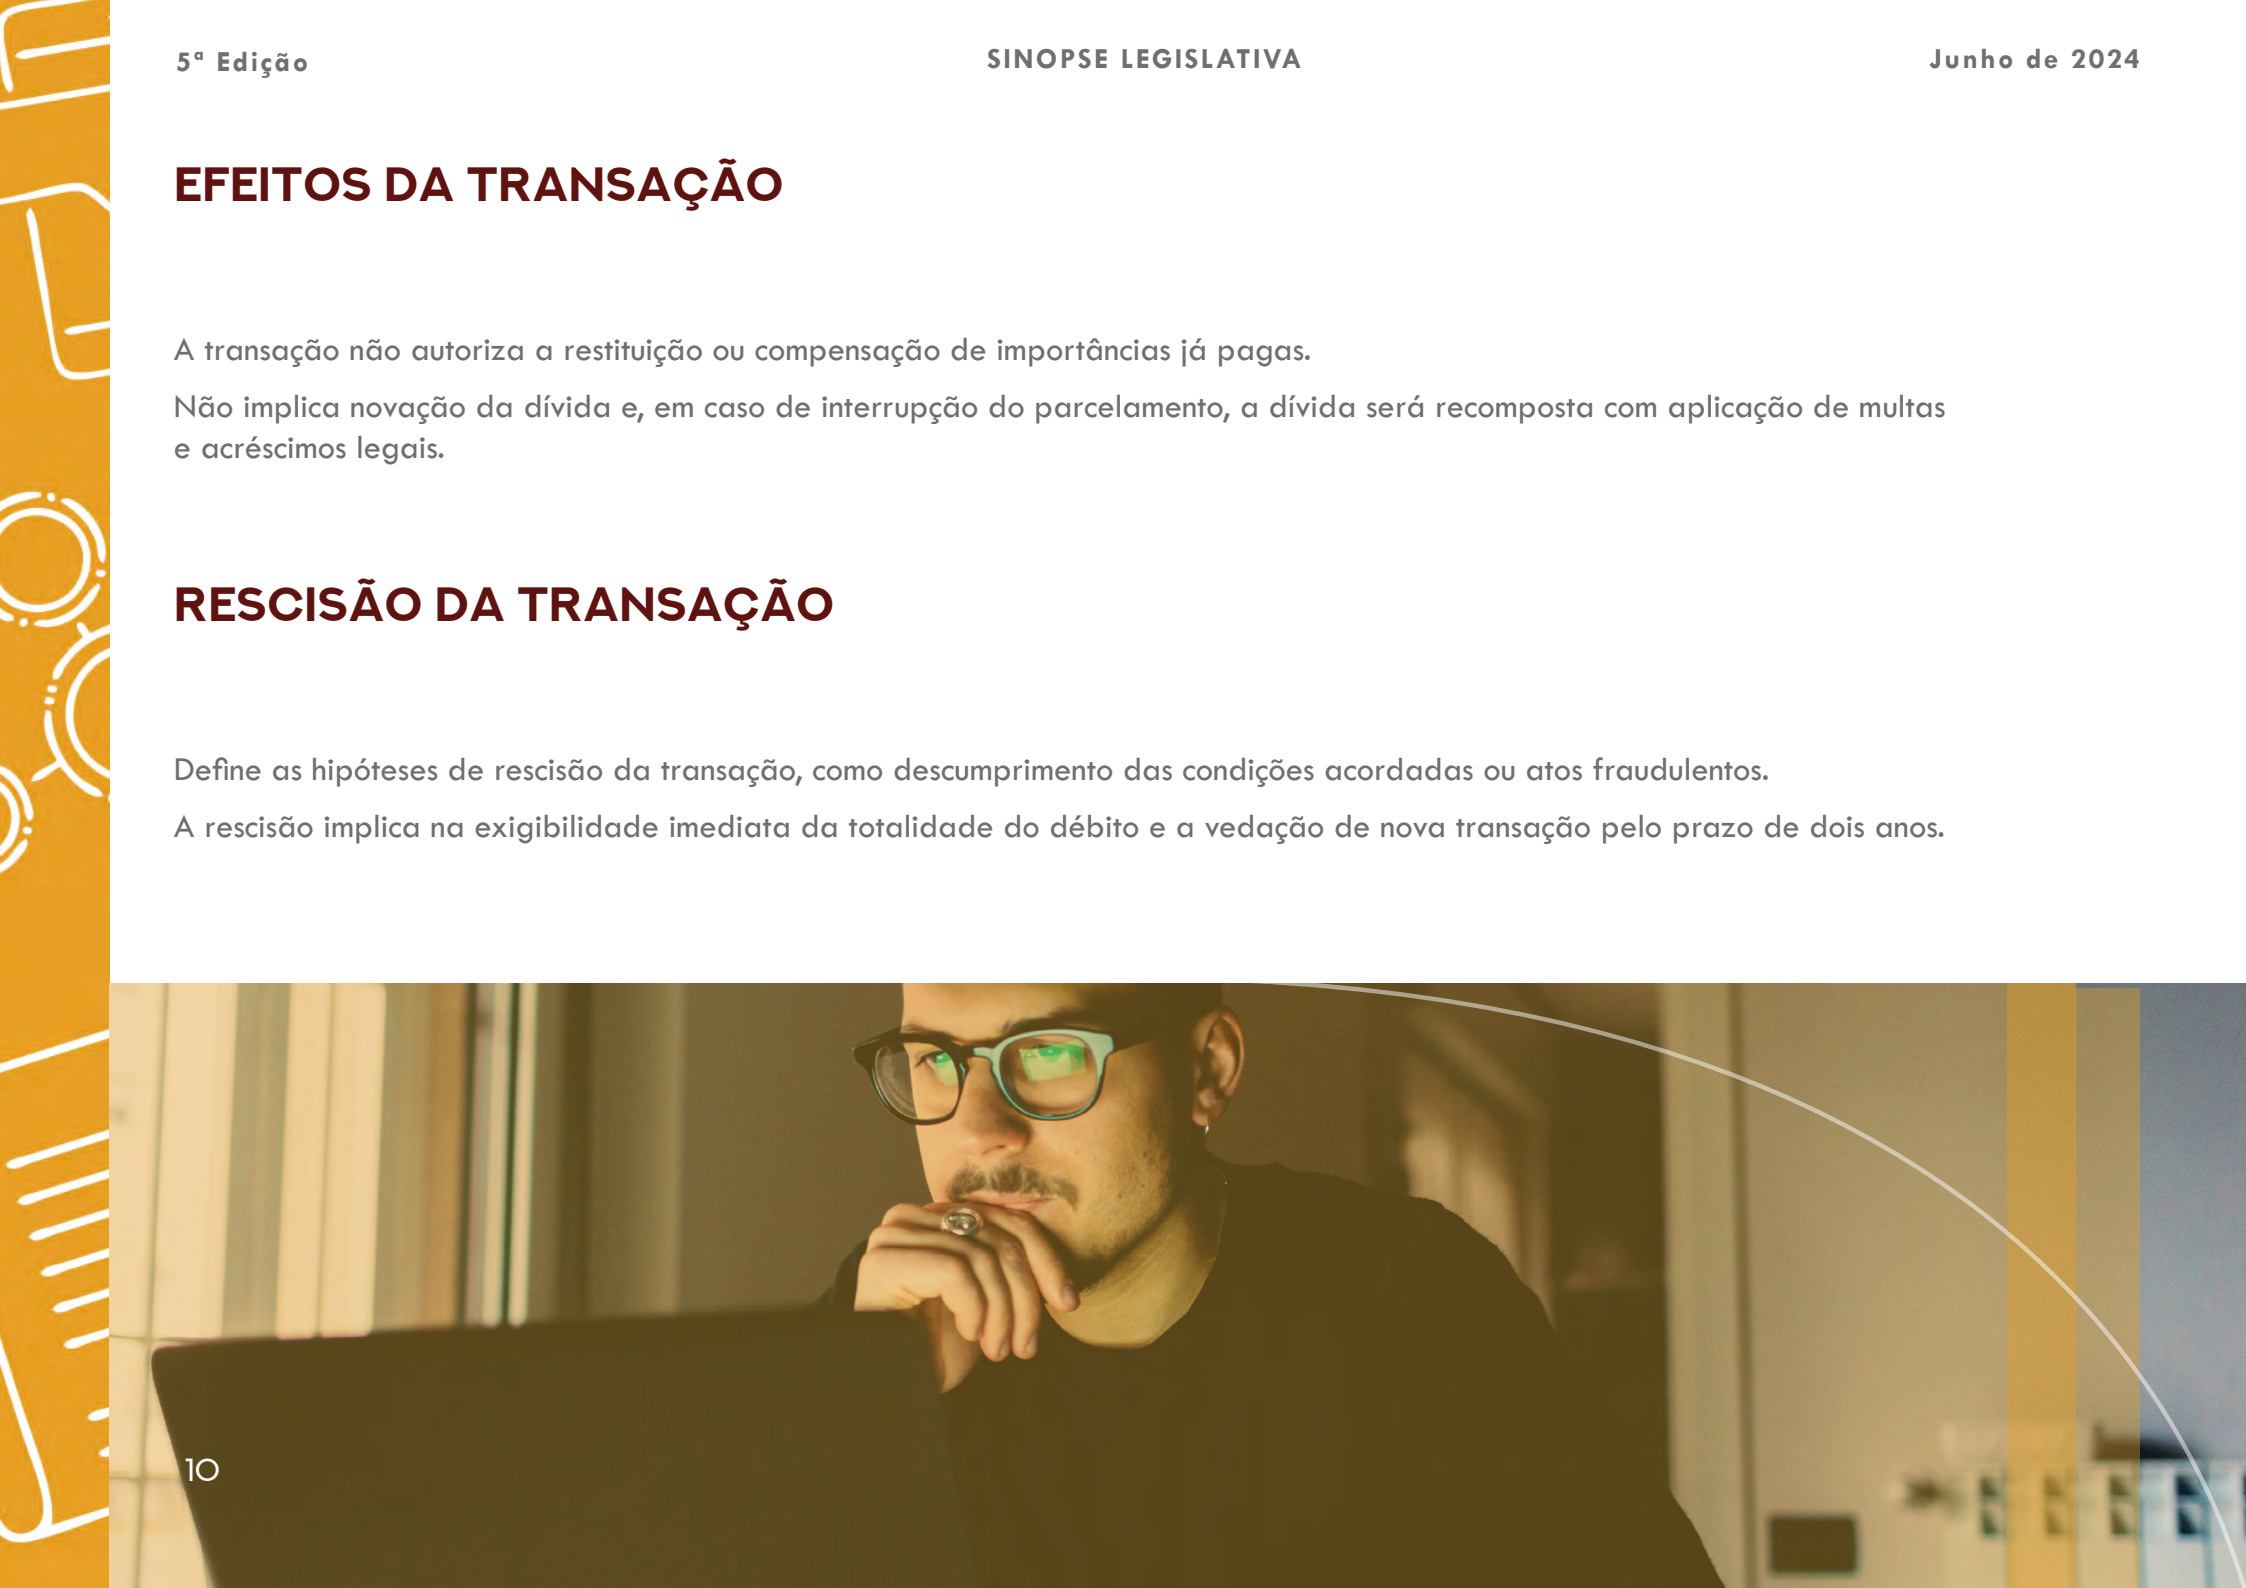 5ª Edição
SINOPSE LEGISLATIVA
Junho de 2024
EFEITOS DA TRANSAÇÃO
A transação não autoriza a restituição ou compensação de importâncias já pagas.
Não implica novação da dívida e, em caso de interrupção do parcelamento, a dívida será recomposta com aplicação de multas
e acréscimos legais.
RESCISÃO DA TRANSAÇÃO
Define as hipóteses de rescisão da transação, como descumprimento das condições acordadas ou atos fraudulentos.
A rescisão implica na exigibilidade imediata da totalidade do débito e a vedação de nova transação pelo prazo de dois anos.
10